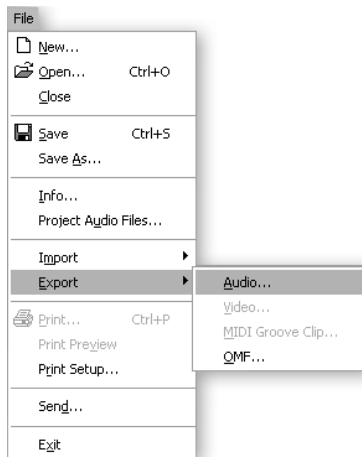 File
New...
Open... Ctrl+O
Close
Save Ctrl+S
Save As...
Info...
Project Audio Files...
Import
Export
Audio...
Video...
MIDI Groove Clip...
OMF...
Print... Ctrl+P
Print Preview
Print Setup...
Send...
Exit